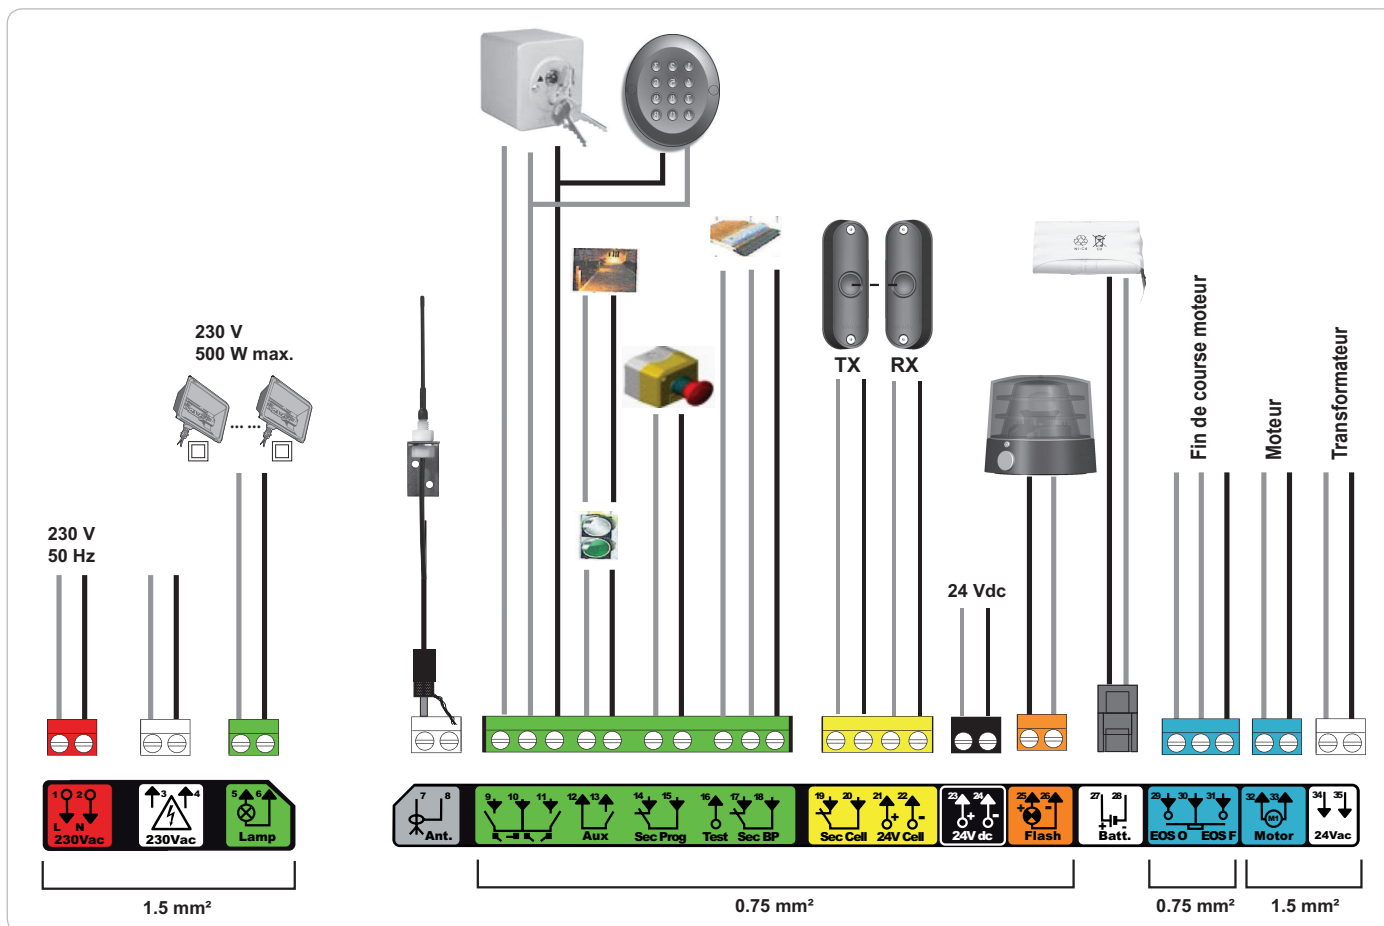 230 V
500 W max.
... ...
230 V
50 Hz
TX RX
24 Vdc
Fin de course moteur
Moteur
Transformateur
1 2 3 4 5 6
L N
230Vac 230Vac Lamp
7 8 9 10 11 12 13 14 15 16 17 18 19 20 21 22 23 24 25 26 27 28 29 30 31 32 33 34 35
+ - + - + - + - M1
Ant. Aux Sec Prog Test Sec BP Sec Cell 24V Cell 24V dc Flash Batt. EOS O EOS F Motor 24Vac
1.5 mm² 0.75 mm² 0.75 mm² 1.5 mm²